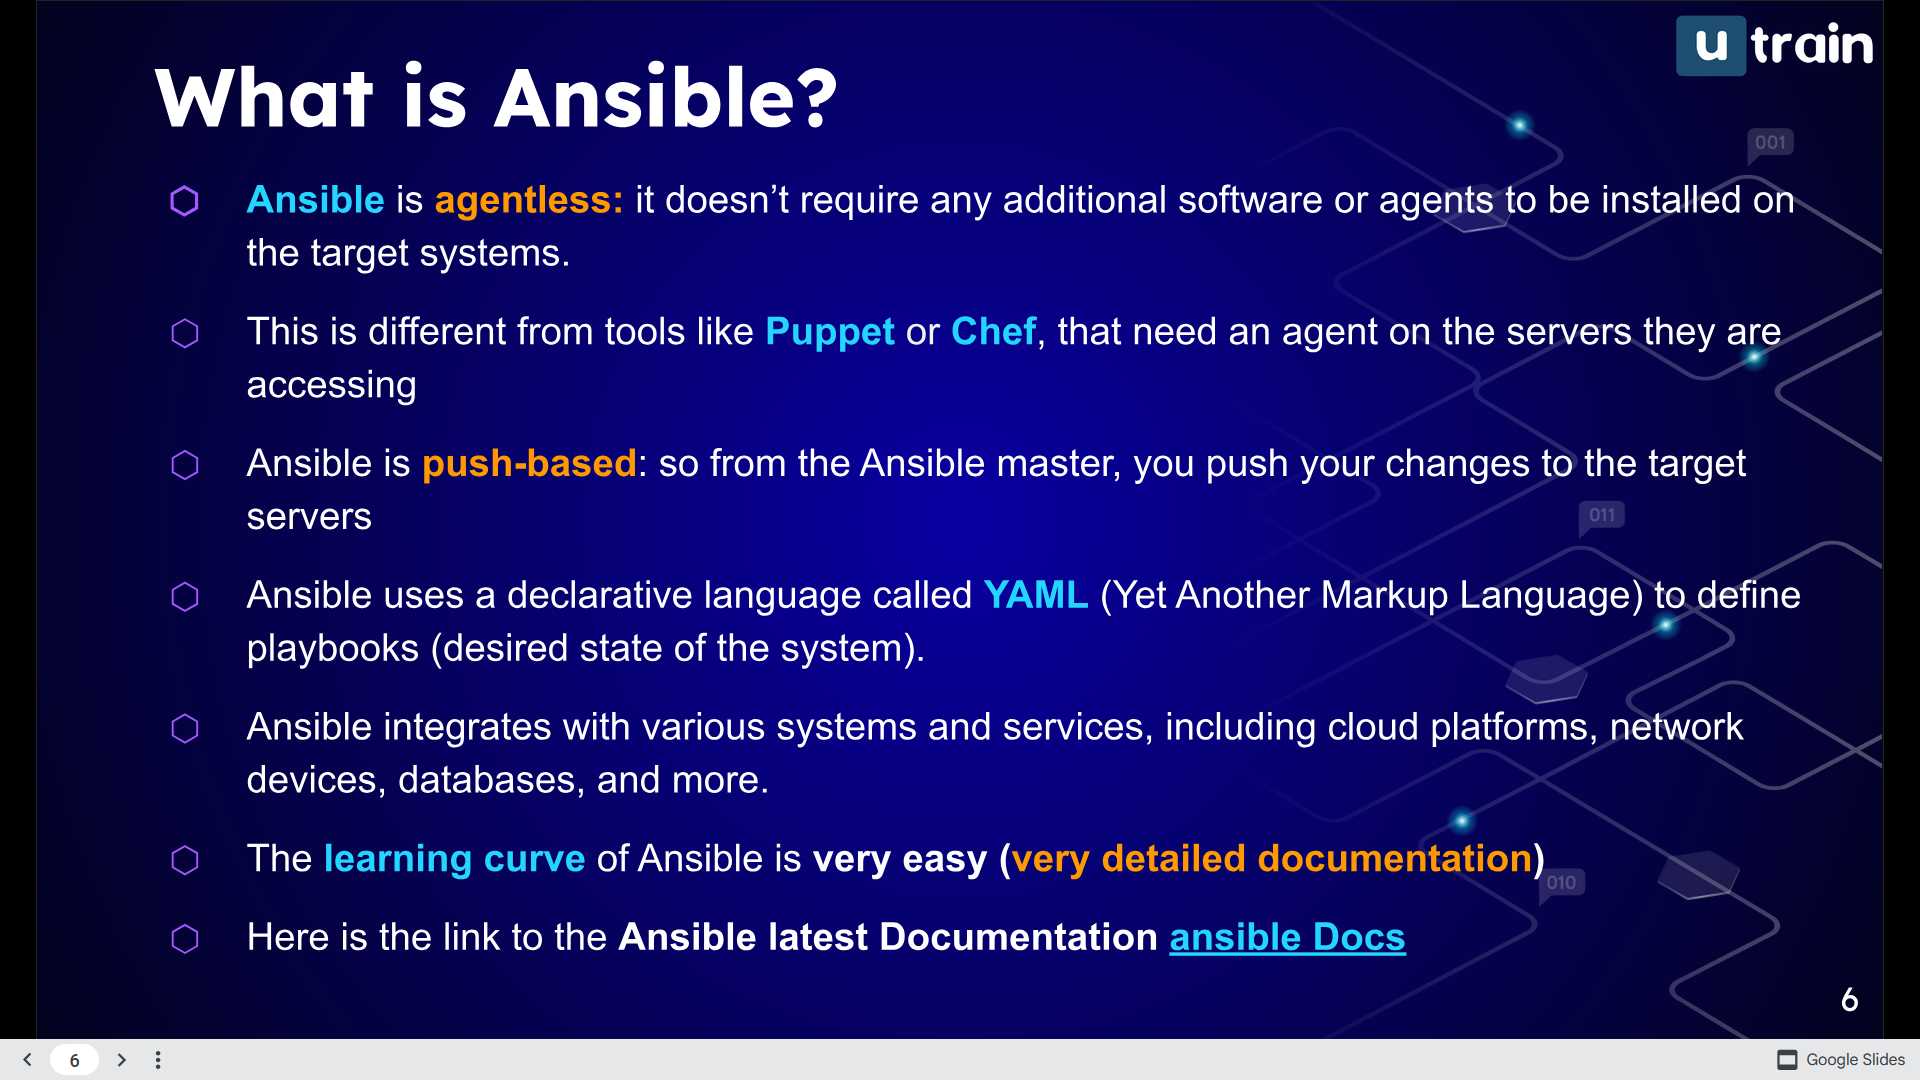 u train
What is Ansible?
001
Ansible is agentless: it doesn’t require any additional software or agents to be installed on
the target systems.
This is different from tools like Puppet or Chef, that need an agent on the servers they are
accessing
Ansible is push-based: so from the Ansible master, you push your changes to the target
servers
011
Ansible uses a declarative language called YAML (Yet Another Markup Language) to define
playbooks (desired state of the system).
Ansible integrates with various systems and services, including cloud platforms, network
devices, databases, and more.
The learning curve of Ansible is very easy (very detailed documentation)
010
Here is the link to the Ansible latest Documentation ansible Docs
6
6
Google Slides